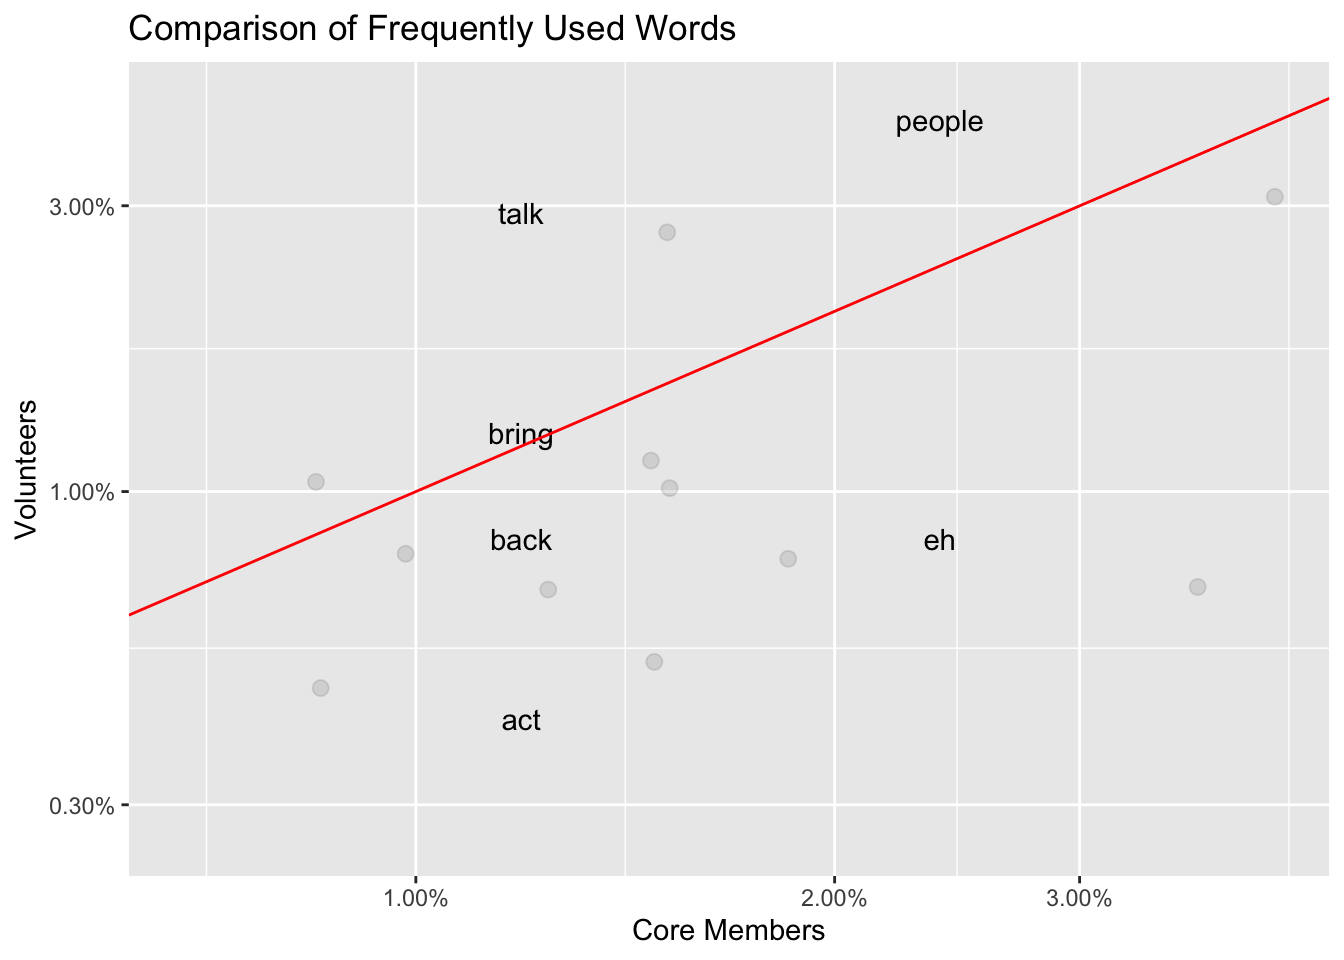 Comparison of Frequently Used Words
people
talk
bring
back
eh
act
3.00%
1.00%
0.30%
Volunteers
1.00%
2.00%
3.00%
Core Members